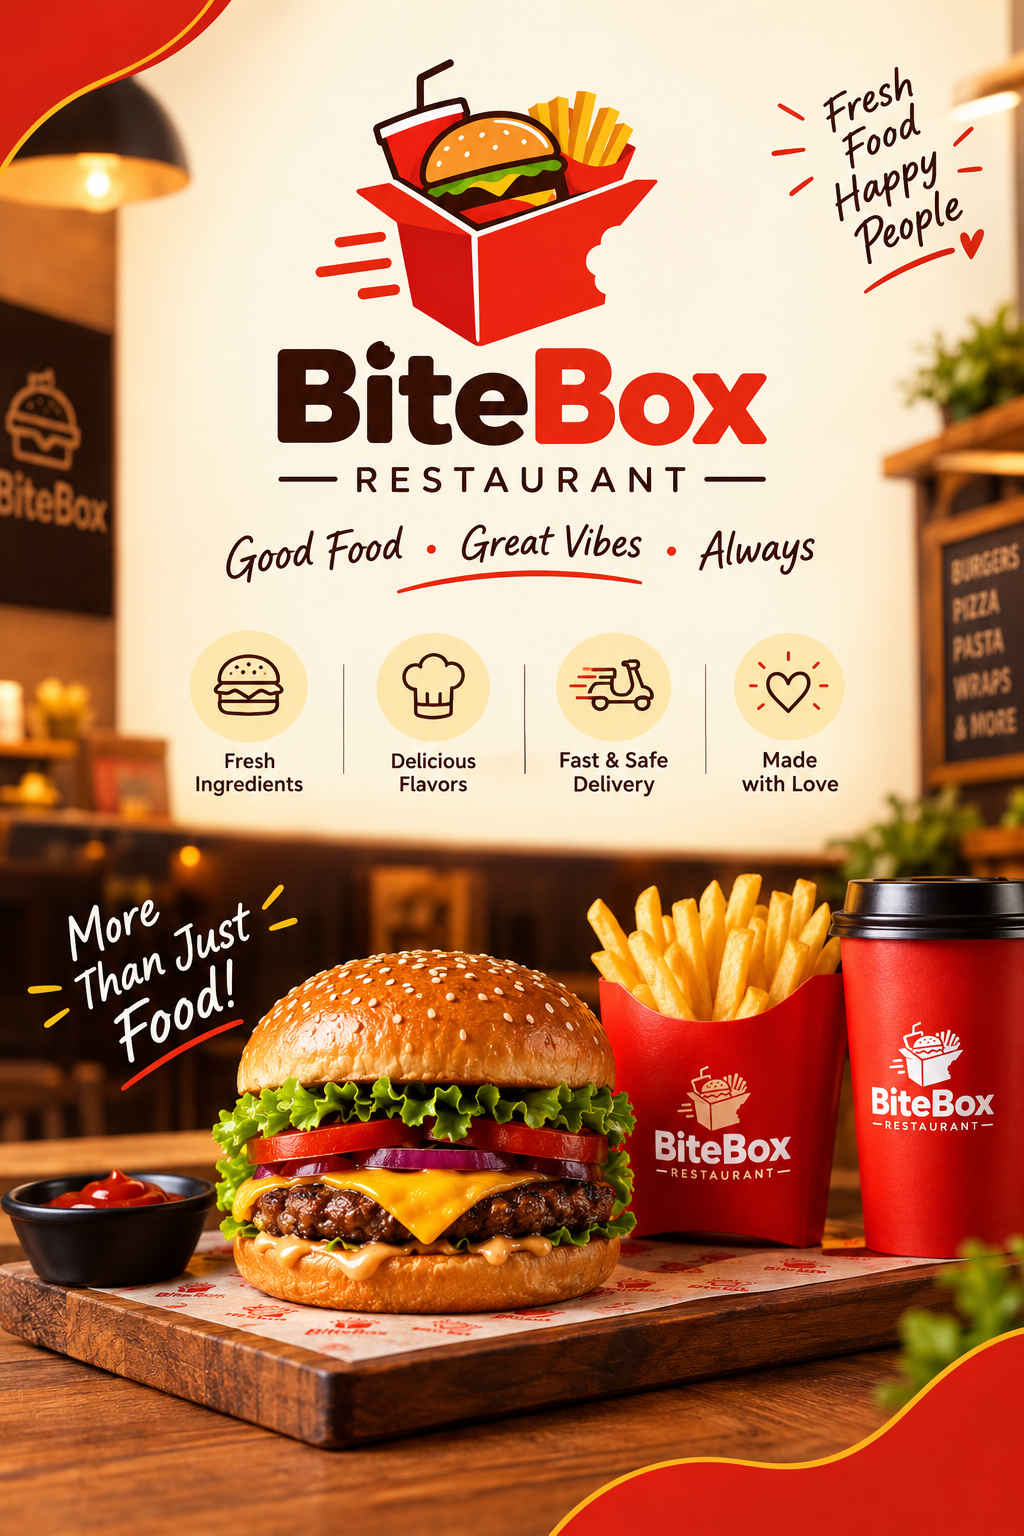 Fresh
Food
Happy
People
BiteBox
RESTAURANT
Good Food • Great Vibes • Always
BiteBox
BURGERS
PIZZA
PASTA
WRAPS
& MORE
Fresh
Ingredients
Delicious
Flavors
Fast & Safe
Delivery
Made
with Love
More
Than Just
Food!
BiteBox
RESTAURANT
BiteBox
RESTAURANT
BiteBox